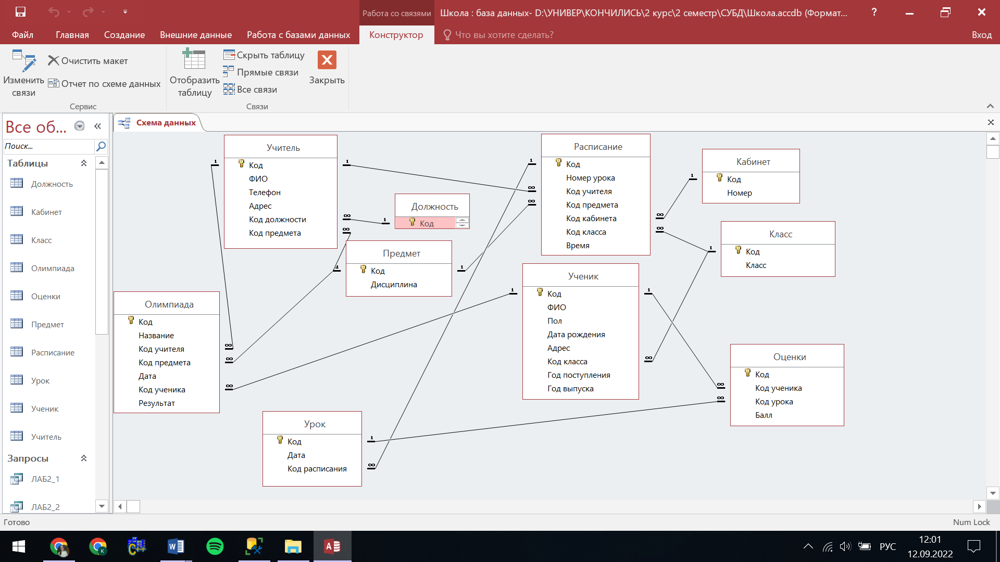 Работа со связями
Школа : база данных- D:\УНИВЕР\КОНЧИЛИСЬ\2 курс\2 семестр\СУБД\Школа.accdb (Формат...
?
Файл
Главная
Создание
Внешние данные
Работа с базами данных
Конструктор
Что вы хотите сделать?
Вход
Изменить
связи
Очистить макет
Отчет по схеме данных
Сервис
Отобразить
таблицу
Скрыть таблицу
Прямые связи
Все связи
Связи
Закрыть
Все об...
Поиск...
Таблицы
Должность
Кабинет
Класс
Олимпиада
Оценки
Предмет
Расписание
Урок
Ученик
Учитель
Запросы
ЛАБ2_1
ЛАБ2_2
Схема данных
Учитель
Код
ФИО
Телефон
Адрес
Код должности
Код предмета
Должность
Код
Предмет
Код
Дисциплина
Расписание
Код
Номер урока
Код учителя
Код предмета
Код кабинета
Код класса
Время
Кабинет
Код
Номер
Класс
Код
Класс
Олимпиада
Код
Название
Код учителя
Код предмета
Дата
Код ученика
Результат
Ученик
Код
ФИО
Пол
Дата рождения
Адрес
Код класса
Год поступления
Год выпуска
Оценки
Код
Код ученика
Код урока
Балл
Урок
Код
Дата
Код расписания
1
1
∞
∞
1
∞
1
1
∞
∞
∞
∞
1
1
∞
∞
1
1
∞
1
1
∞
∞
∞
1
∞
Готово
Num Lock
РУС
12:01
12.09.2022